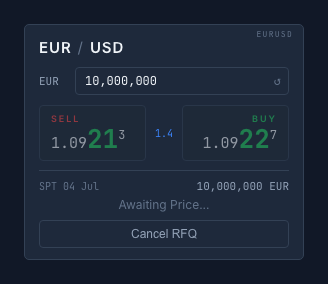 EURUSD
EUR / USD
EUR 10,000,000 ↺
SELL BUY
1.09213 1.4 1.09227
SPT 04 Jul 10,000,000 EUR
Awaiting Price...
Cancel RFQ